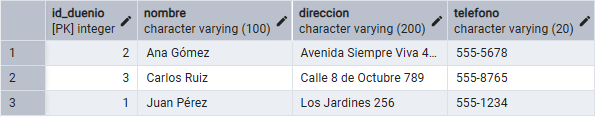 id_duenio nombre direccion telefono
[PK] integer character varying (100) character varying (200) character varying (20)
1 2 Ana Gómez Avenida Siempre Viva 4... 555-5678
2 3 Carlos Ruiz Calle 8 de Octubre 789 555-8765
3 1 Juan Pérez Los Jardines 256 555-1234